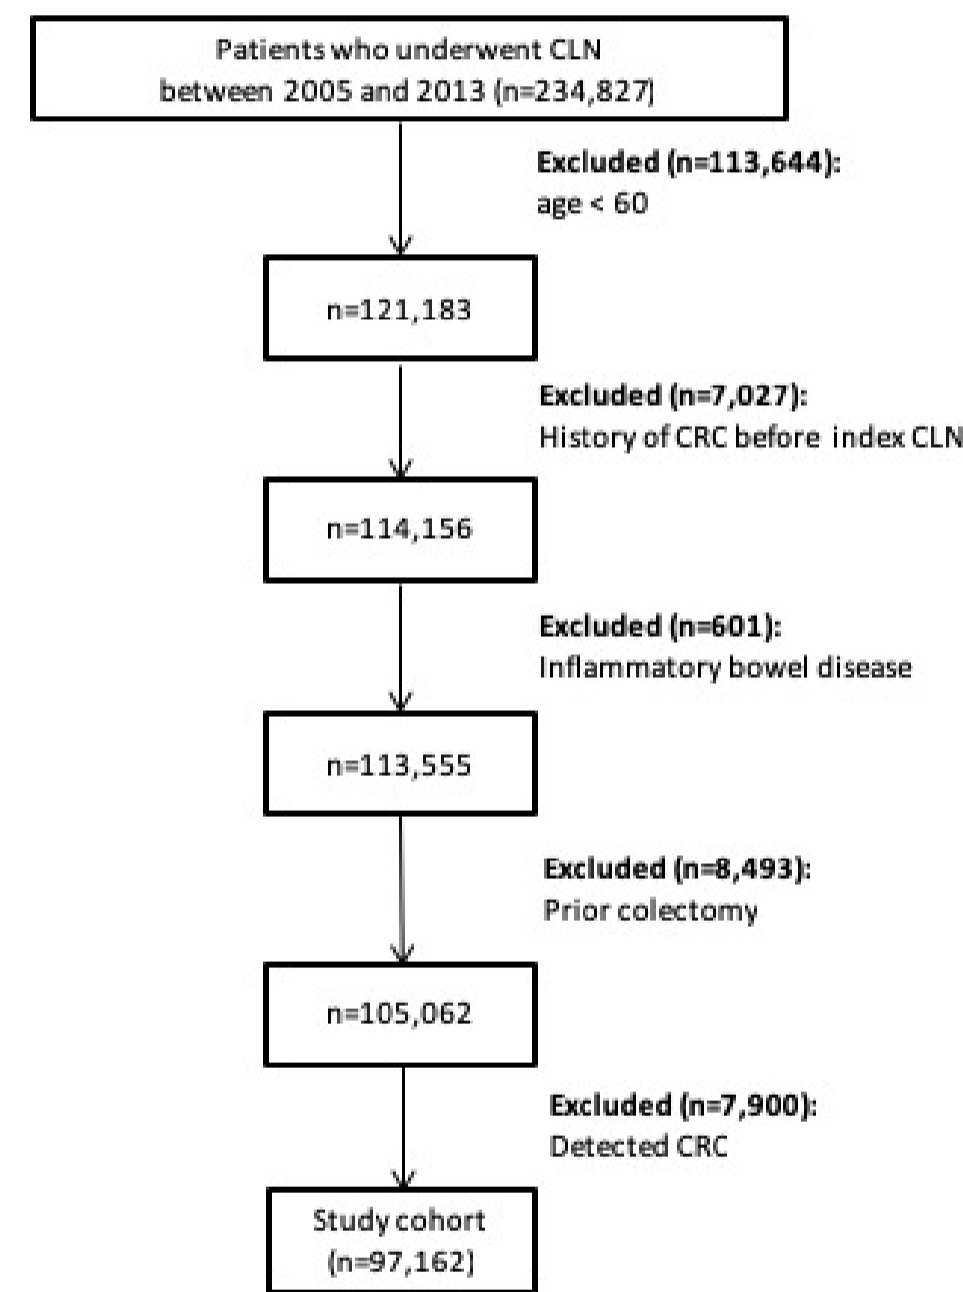 Patients who underwent CLN
between 2005 and 2013 (n=234,827)
Excluded (n=113,644):
age < 60
n=121,183
Excluded (n=7,027):
History of CRC before index CLN
n=114,156
Excluded (n=601):
Inflammatory bowel disease
n=113,555
Excluded (n=8,493):
Prior colectomy
n=105,062
Excluded (n=7,900):
Detected CRC
Study cohort
(n=97,162)